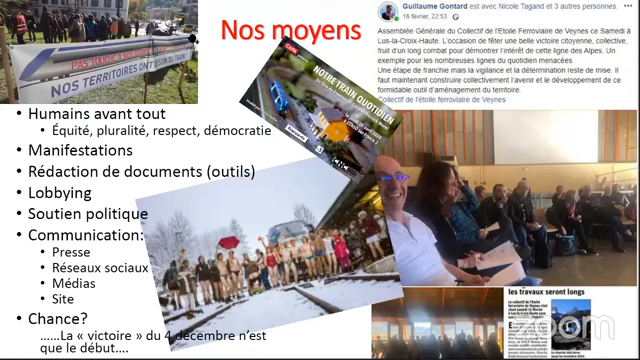 Nos moyens
PAS TOUCHE À NOS
NOS TERRITOIRES ONT BESOIN DU TRAIN
• Humains avant tout
• Équité, pluralité, respect, démocratie
• Manifestations
• Rédaction de documents (outils)
• Lobbying
• Soutien politique
• Communication:
• Presse
• Réseaux sociaux
• Médias
• Site
• Chance?
……La « victoire » du 4 décembre n’est
que le début….
NOTRE TRAIN QUOTIDIEN
CNC
Guillaume Gontard est avec Nicole Tagand et 3 autres personnes.
16 février, 22:53
Assemblée Générale du Collectif de l'Etoile Ferroviaire de Veynes ce Samedi à
Lus-la-Croix-Haute. L'occasion de fêter une belle victoire citoyenne, collective,
fruit d'un long combat pour démontrer l'intérêt de cette ligne des Alpes. Un
exemple pour les nombreuses lignes du quotidien menacées.
Une étape de franchie mais la vigilance et la détermination reste de mise. Il
faut maintenant construire collectivement l'avenir et le développement de ce
formidable outil d'aménagement du territoire.
Collectif de l'étoile ferroviaire de Veynes
les travaux seront longs
zoom